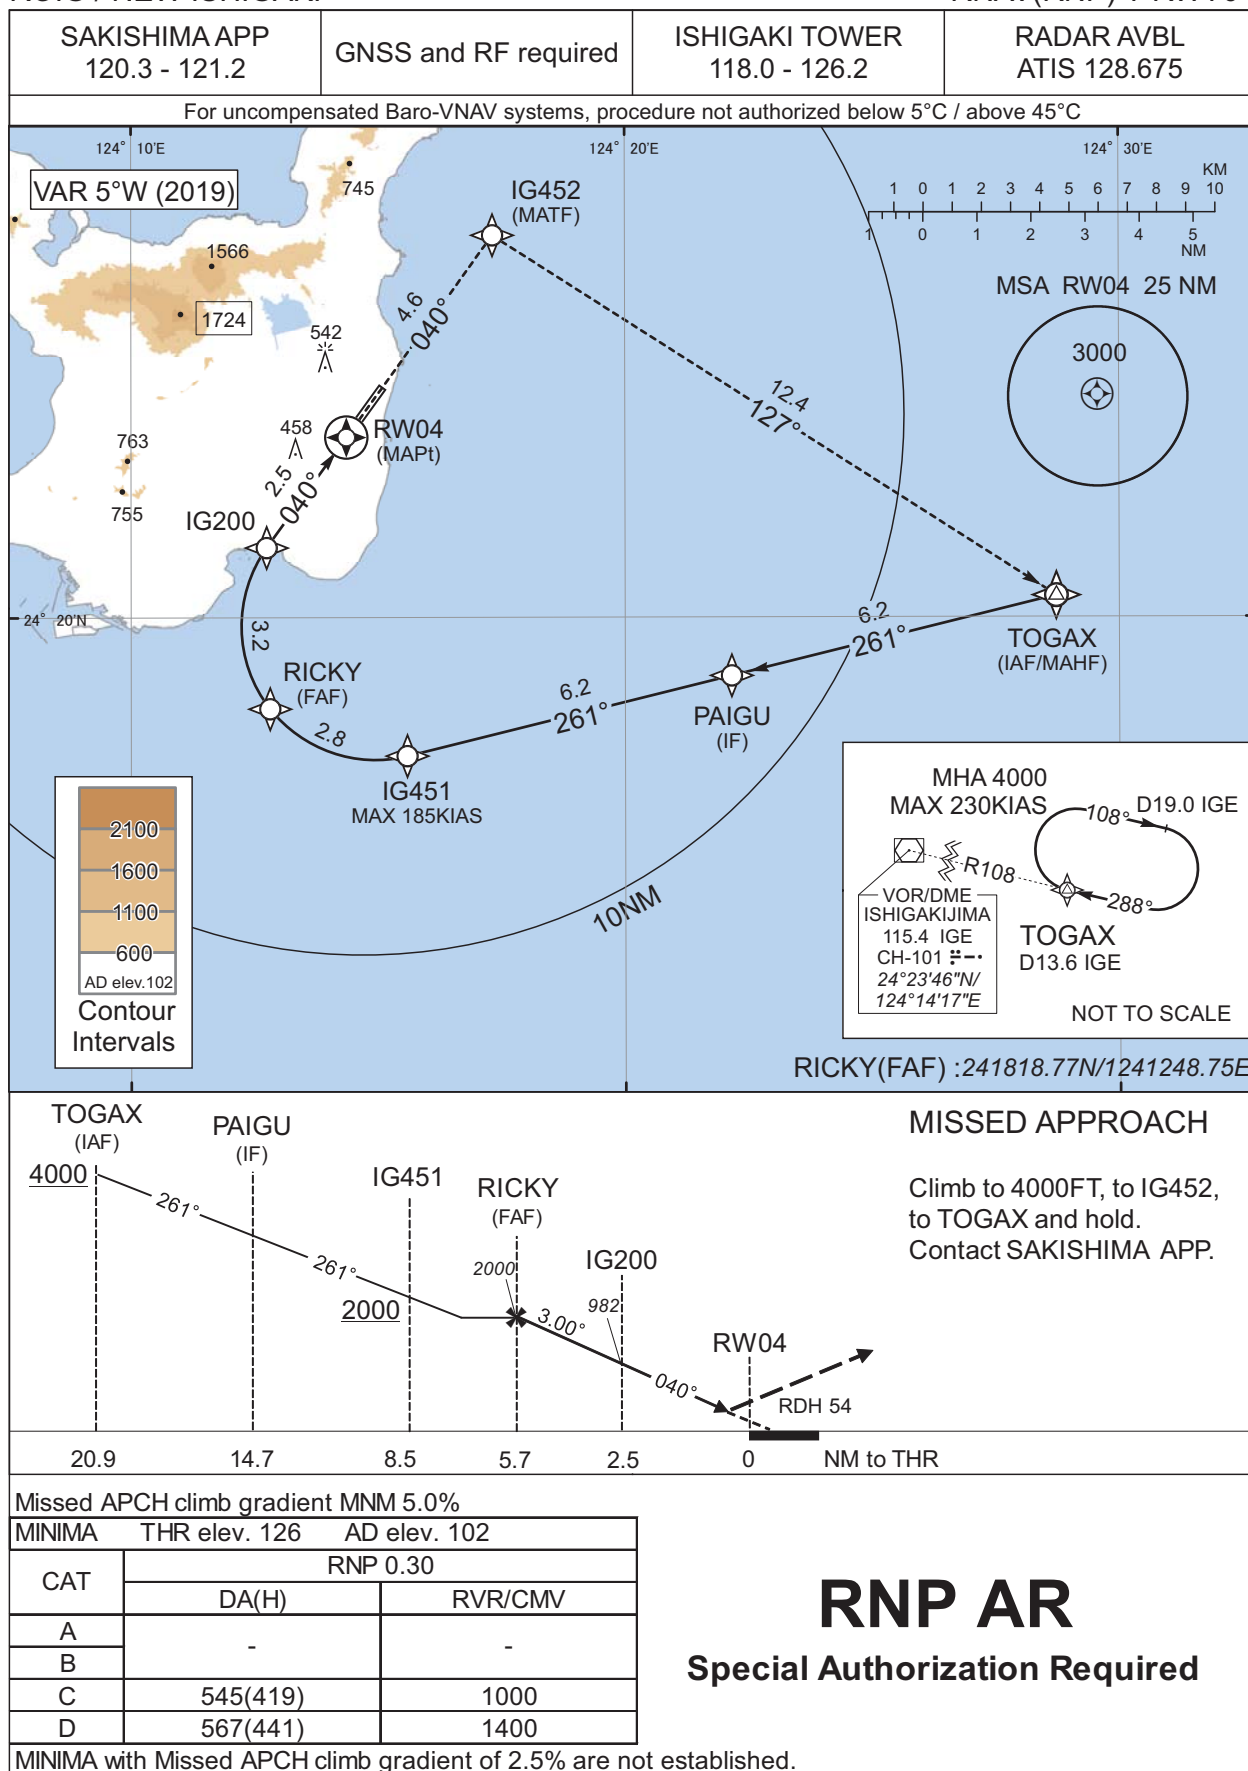 SAKISHIMA APP
120.3 - 121.2
GNSS and RF required
ISHIGAKI TOWER
118.0 - 126.2
RADAR AVBL
ATIS 128.675
For uncompensated Baro-VNAV systems, procedure not authorized below 5°C / above 45°C
124° 10'E
124° 20'E
124° 30'E
VAR 5°W (2019)
745
IG452
(MATF)
KM
1 0 1 2 3 4 5 6 7 8 9 10
1 0 1 2 3 4 5
NM
1566
1724
542
4.6
040°
MSA RW04 25 NM
3000
12.4
127°
763
755
458
RW04
(MAPt)
2.5
040°
IG200
24° 20'N
3.2
RICKY
(FAF)
2.8
6.2
261°
6.2
261°
TOGAX
(IAF/MAHF)
PAIGU
(IF)
IG451
MAX 185KIAS
2100
1600
1100
600
AD elev.102
Contour
Intervals
10NM
MHA 4000
MAX 230KIAS
108°
D19.0 IGE
R108
288°
VOR/DME
ISHIGAKIJIMA
115.4 IGE
CH-101
24°23'46"N/
124°14'17"E
TOGAX
D13.6 IGE
NOT TO SCALE
RICKY(FAF) :241818.77N/1241248.75E
TOGAX
(IAF)
PAIGU
(IF)
IG451
RICKY
(FAF)
IG200
RW04
4000
261°
261°
2000
2000
3.00°
982
040°
RDH 54
20.9 14.7 8.5 5.7 2.5 0 NM to THR
MISSED APPROACH
Climb to 4000FT, to IG452,
to TOGAX and hold.
Contact SAKISHIMA APP.
Missed APCH climb gradient MNM 5.0%
MINIMA THR elev. 126 AD elev. 102
CAT RNP 0.30
DA(H) RVR/CMV
A - -
B
C 545(419) 1000
D 567(441) 1400
MINIMA with Missed APCH climb gradient of 2.5% are not established.
RNP AR
Special Authorization Required